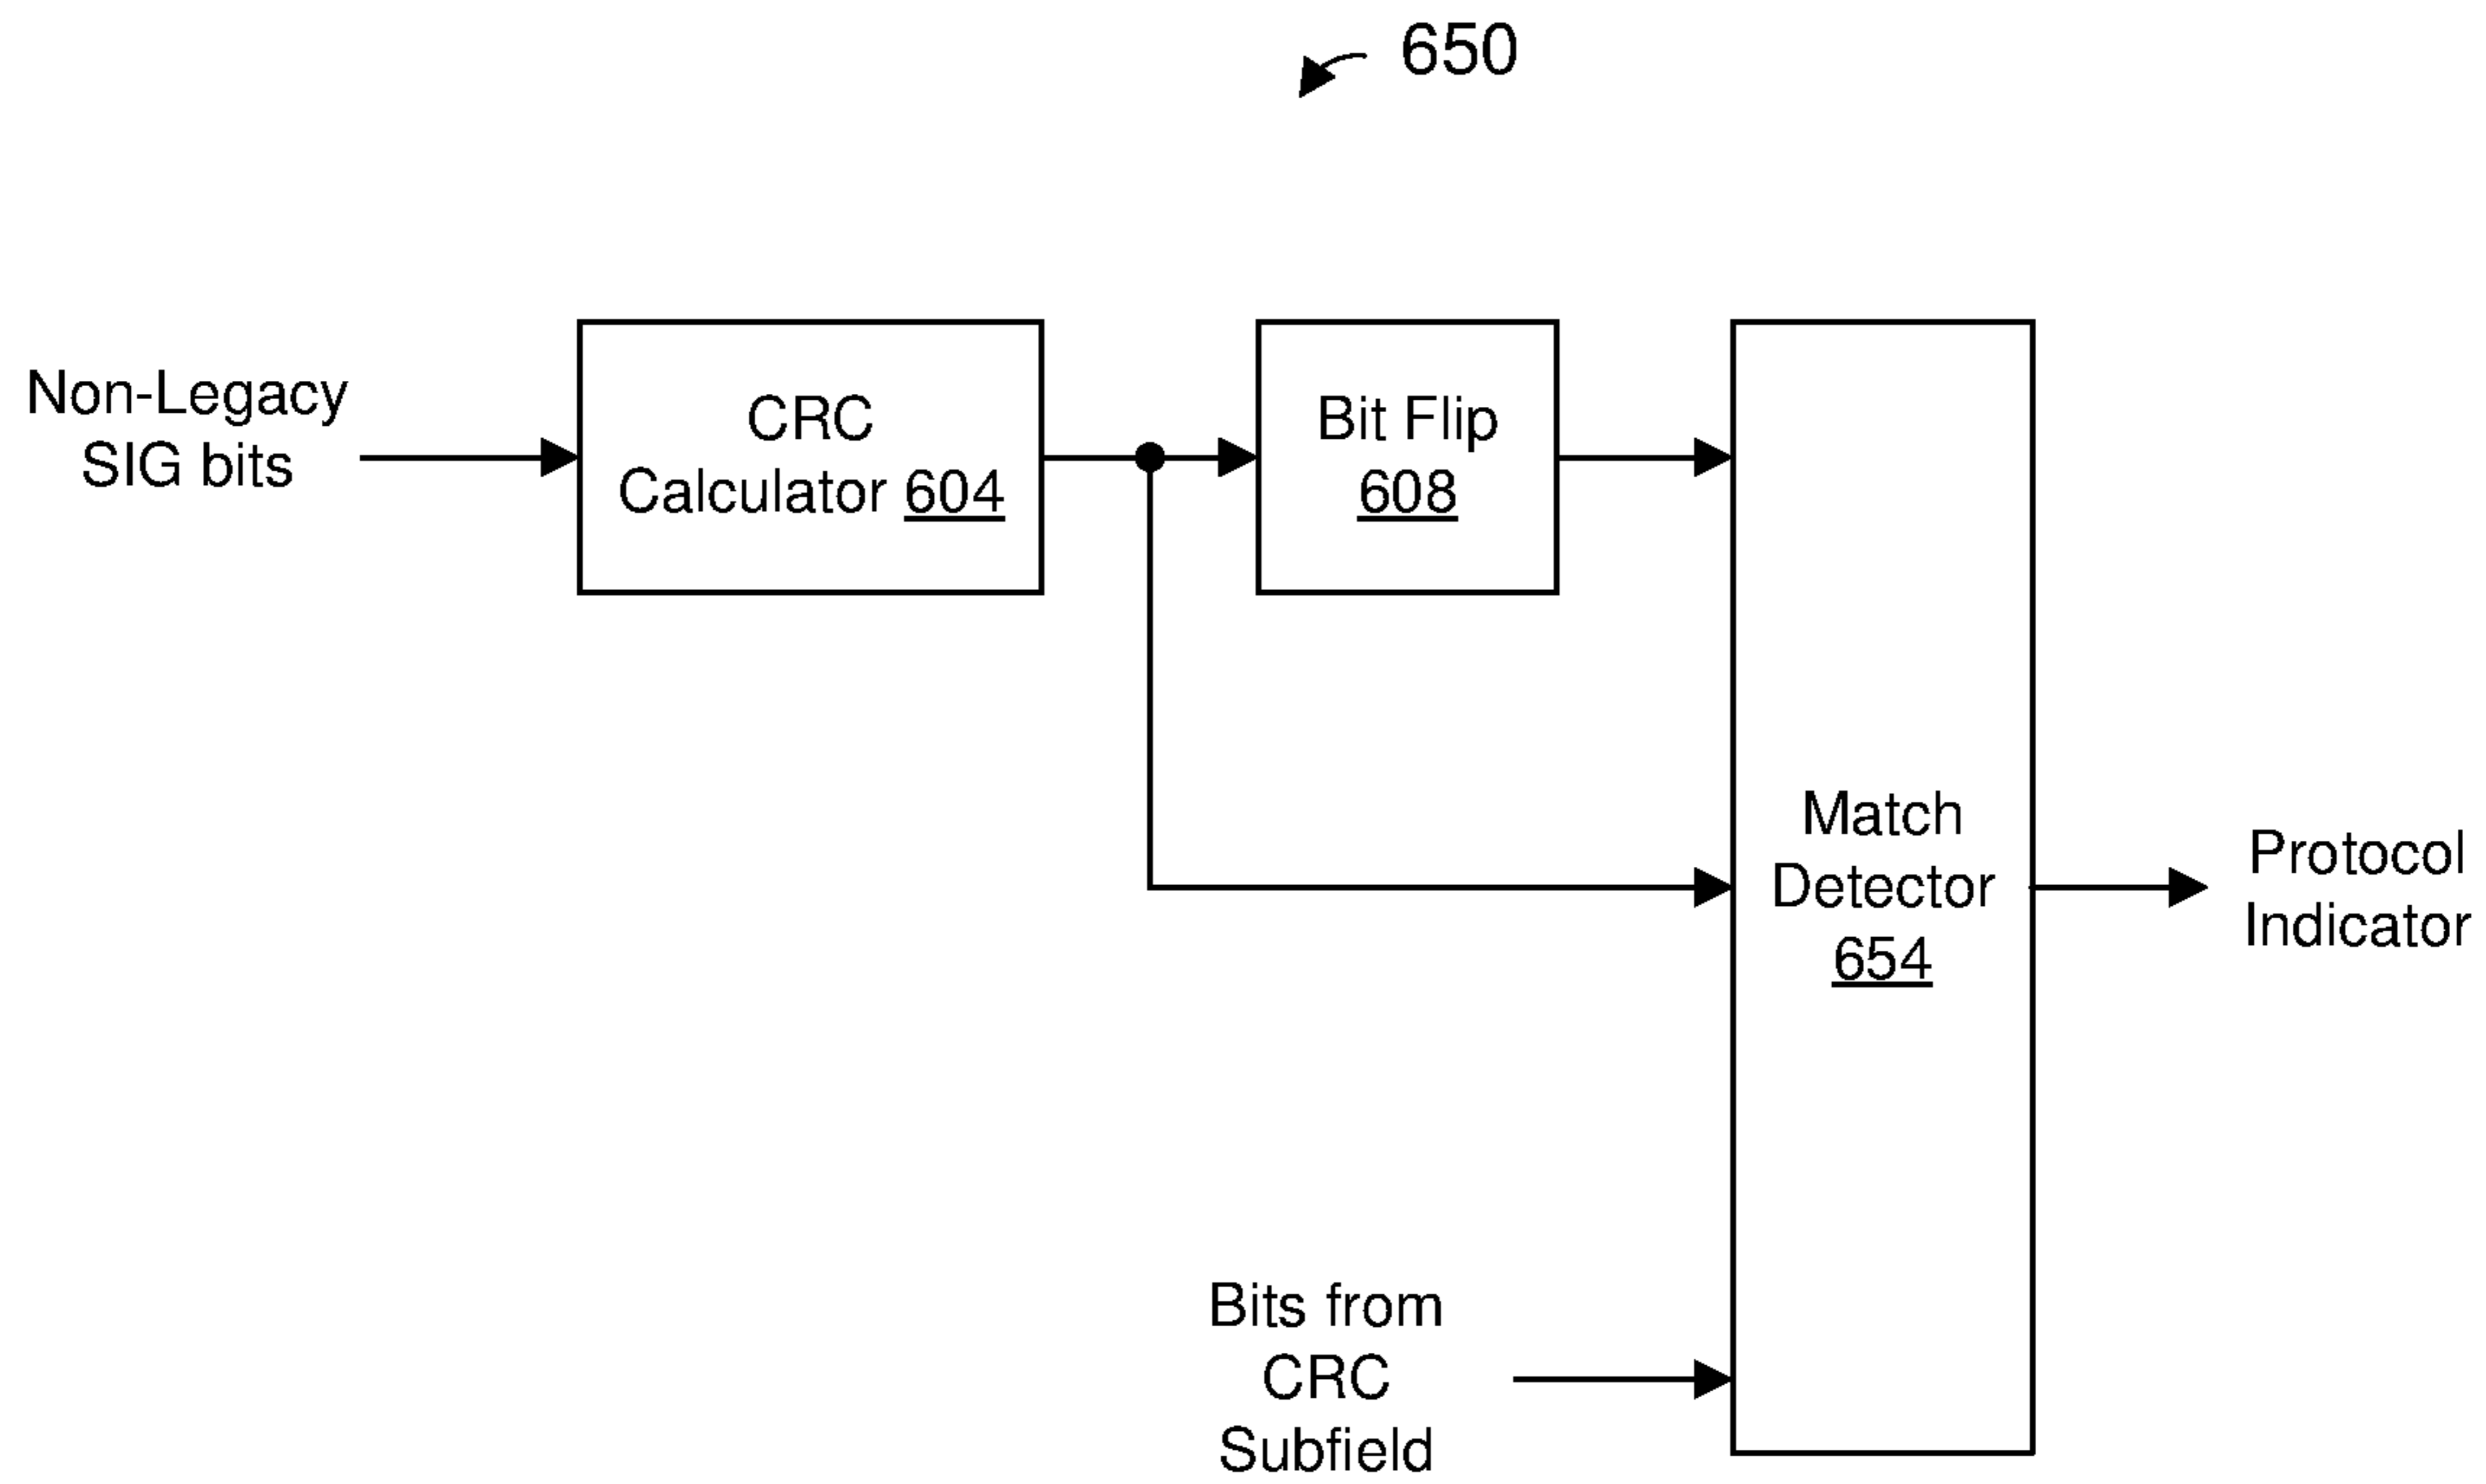 650
Non-Legacy
SIG bits
CRC
Calculator 604
Bit Flip
608
Match
Detector
654
Protocol
Indicator
Bits from
CRC
Subfield